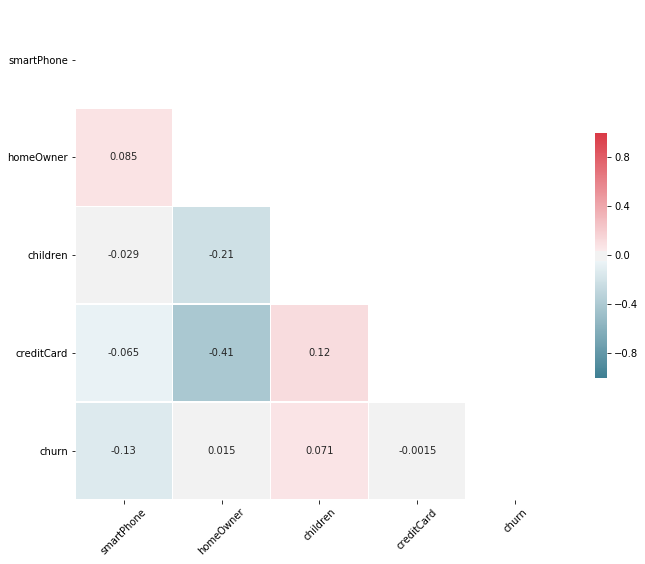 smartPhone
homeOwner 0.085
children -0.029 -0.21
creditCard -0.065 -0.41 0.12
churn -0.13 0.015 0.071 -0.0015
smartPhone homeOwner children creditCard churn
0.8
0.4
0.0
-0.4
-0.8